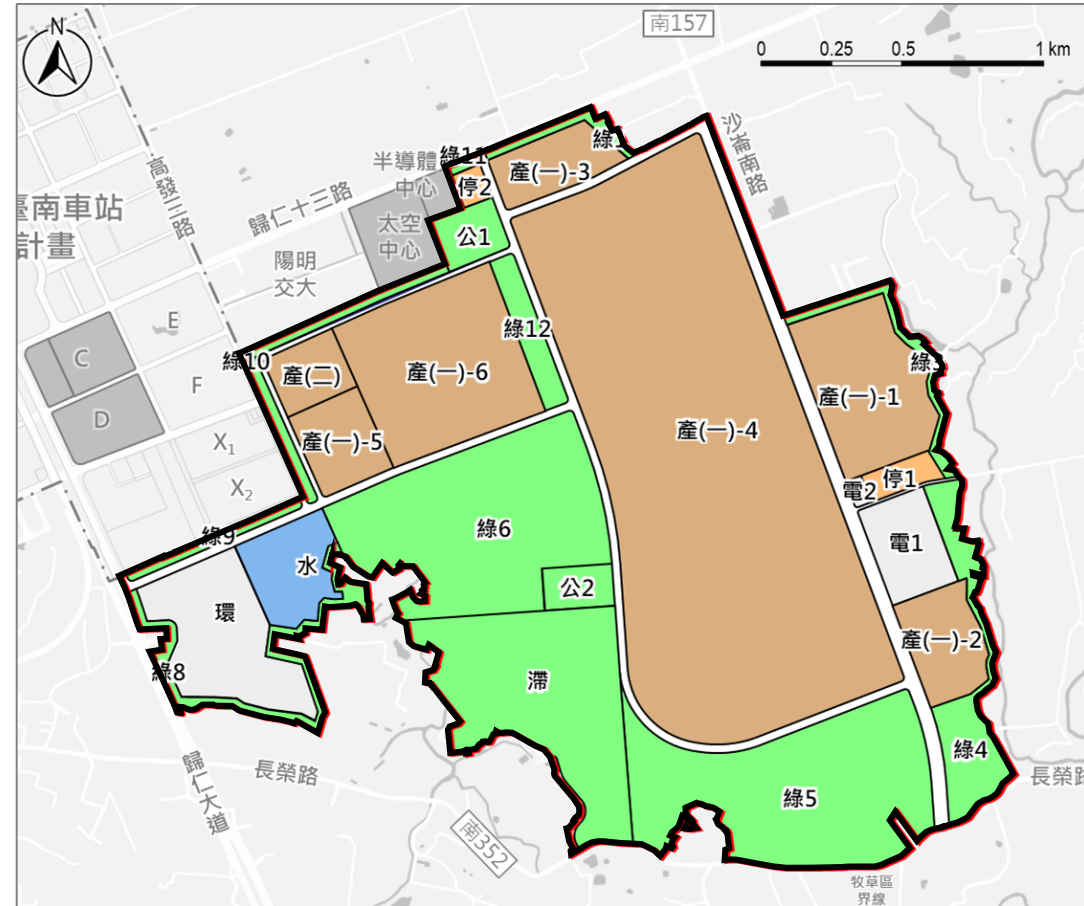 N
南157
0 0.25 0.5 1 km
沙崙南路
綠11
半導體
中心
停2
產(一)-3
高發三路
歸仁十三路
太空
中心
公1
臺南車站
計畫
陽明
交大
E
綠12
綠10
C
F
產(二)
產(一)-6
產(一)-1
D
產(一)-4
X1
產(一)-5
X2
停1
電2
綠9
綠6
電1
水
公2
環
產(一)-2
綠8
滯
綠4
歸仁大道
長榮路
長榮路
綠5
南352
牧草區
界線